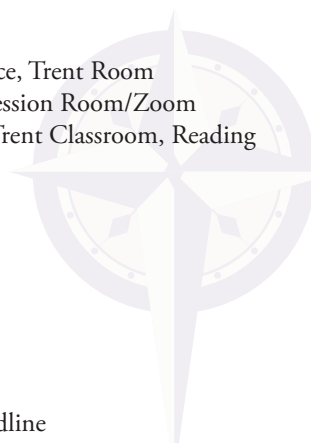 ce, Trent Room
ession Room/Zoom
Trent Classroom, Reading
dline